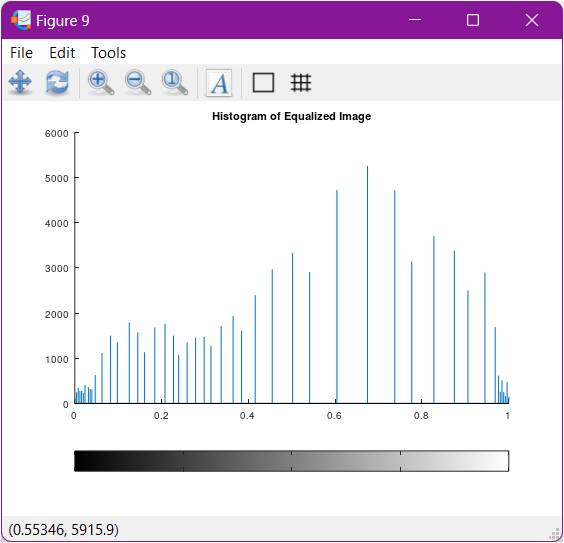 Figure 9
File Edit Tools
1
A
Histogram of Equalized Image
6000
5000
4000
3000
2000
1000
0
0 0.2 0.4 0.6 0.8 1
(0.55346, 5915.9)